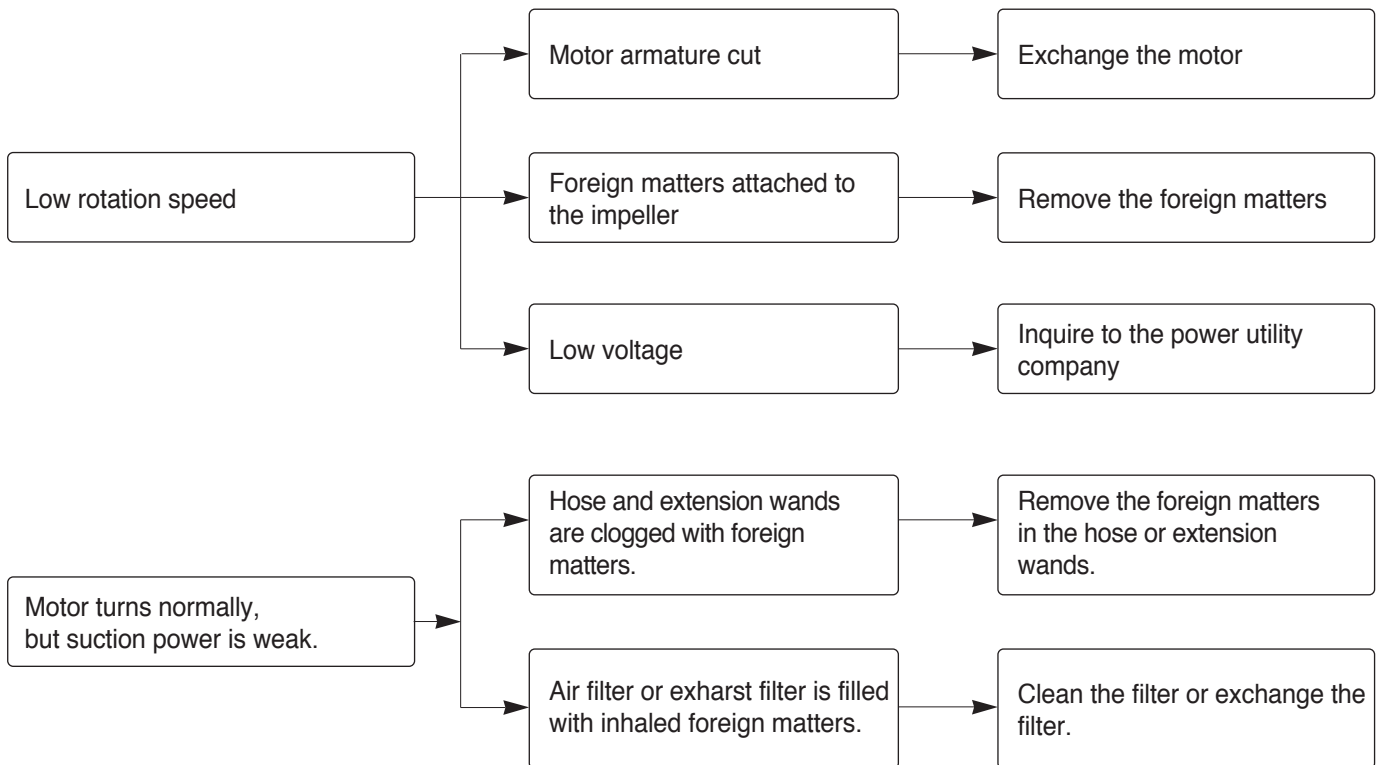 Motor armature cut
Exchange the motor
Low rotation speed
Foreign matters attached to
the impeller
Remove the foreign matters
Low voltage
Inquire to the power utility
company
Hose and extension wands
are clogged with foreign
matters.
Remove the foreign matters
in the hose or extension
wands.
Motor turns normally,
but suction power is weak.
Air filter or exharst filter is filled
with inhaled foreign matters.
Clean the filter or exchange the
filter.